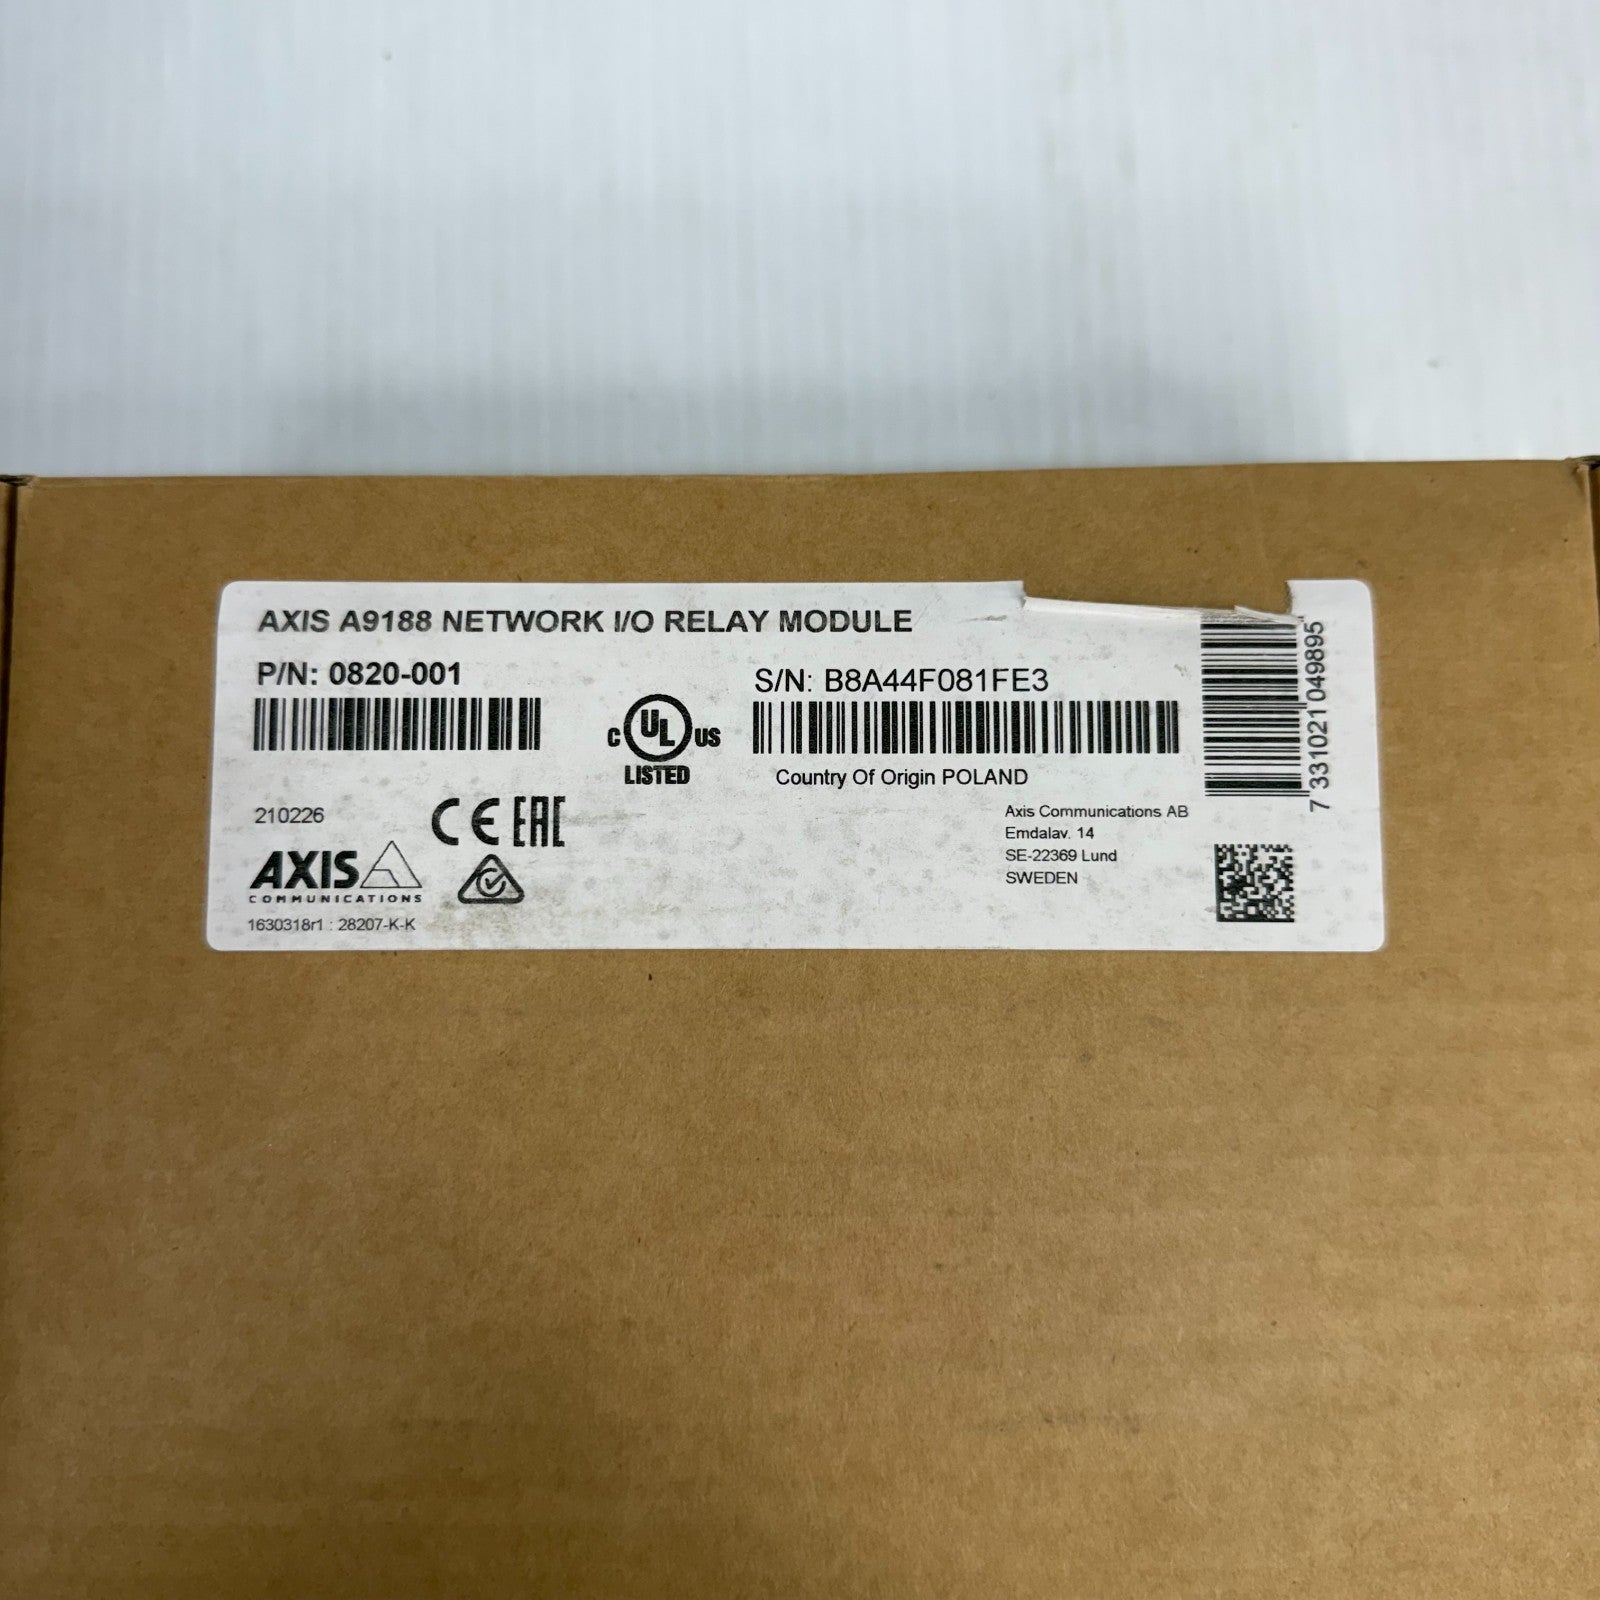 AXIS A9188 NETWORK I/O RELAY MODULE
P/N: 0820-001
S/N: B8A44F081FE3
C UL US
LISTED
Country Of Origin POLAND
7 331021 049895
210226
CE EAC
Axis Communications AB
Emdalav. 14
SE-22369 Lund
SWEDEN
AXIS
COMMUNICATIONS
1630318r1 : 28207-K-K